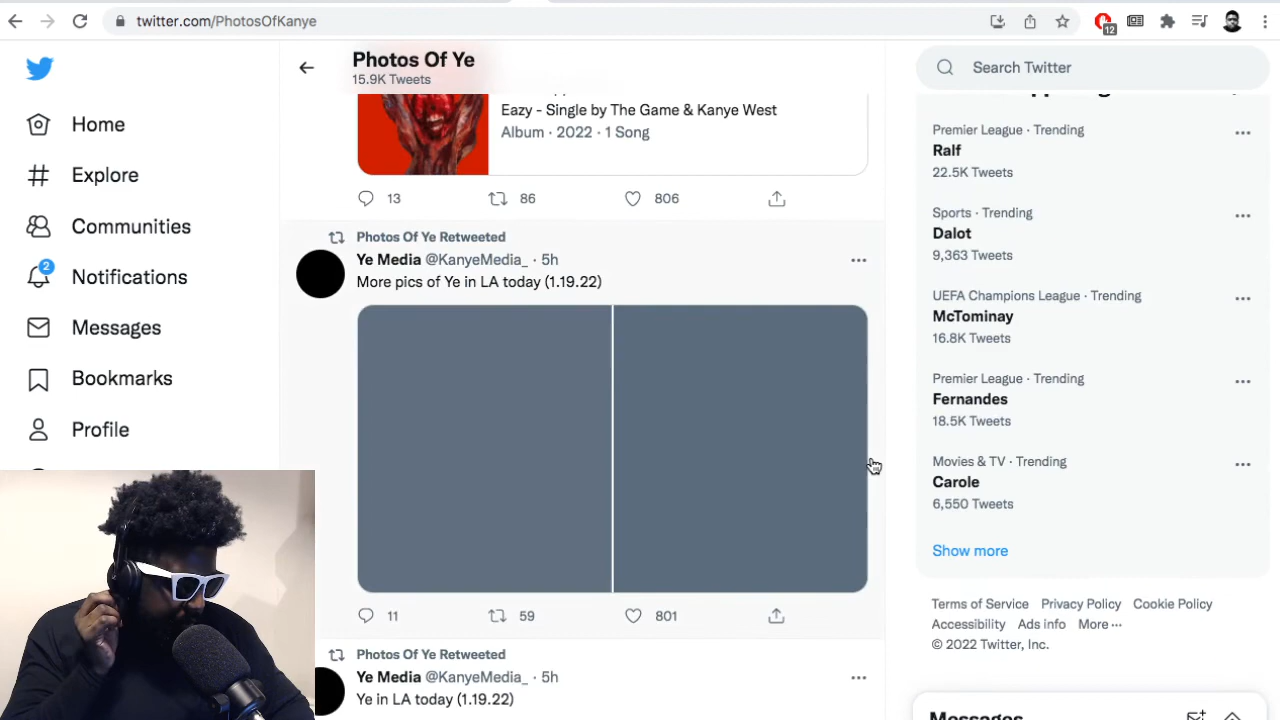 twitter.com/PhotosOfKanye
12
Photos Of Ye
15.9K Tweets
Search Twitter
Home
Explore
Communities
2
Notifications
Messages
Bookmarks
Profile
Eazy - Single by The Game & Kanye West
Album · 2022 · 1 Song
13 86 806
Photos Of Ye Retweeted
Ye Media @KanyeMedia_ · 5h
More pics of Ye in LA today (1.19.22)
11 59 801
Photos Of Ye Retweeted
Ye Media @KanyeMedia_ · 5h
Ye in LA today (1.19.22)
Premier League · Trending
Ralf
22.5K Tweets
Sports · Trending
Dalot
9,363 Tweets
UEFA Champions League · Trending
McTominay
16.8K Tweets
Premier League · Trending
Fernandes
18.5K Tweets
Movies & TV · Trending
Carole
6,550 Tweets
Show more
Terms of Service Privacy Policy Cookie Policy
Accessibility Ads info More ···
© 2022 Twitter, Inc.
Messages